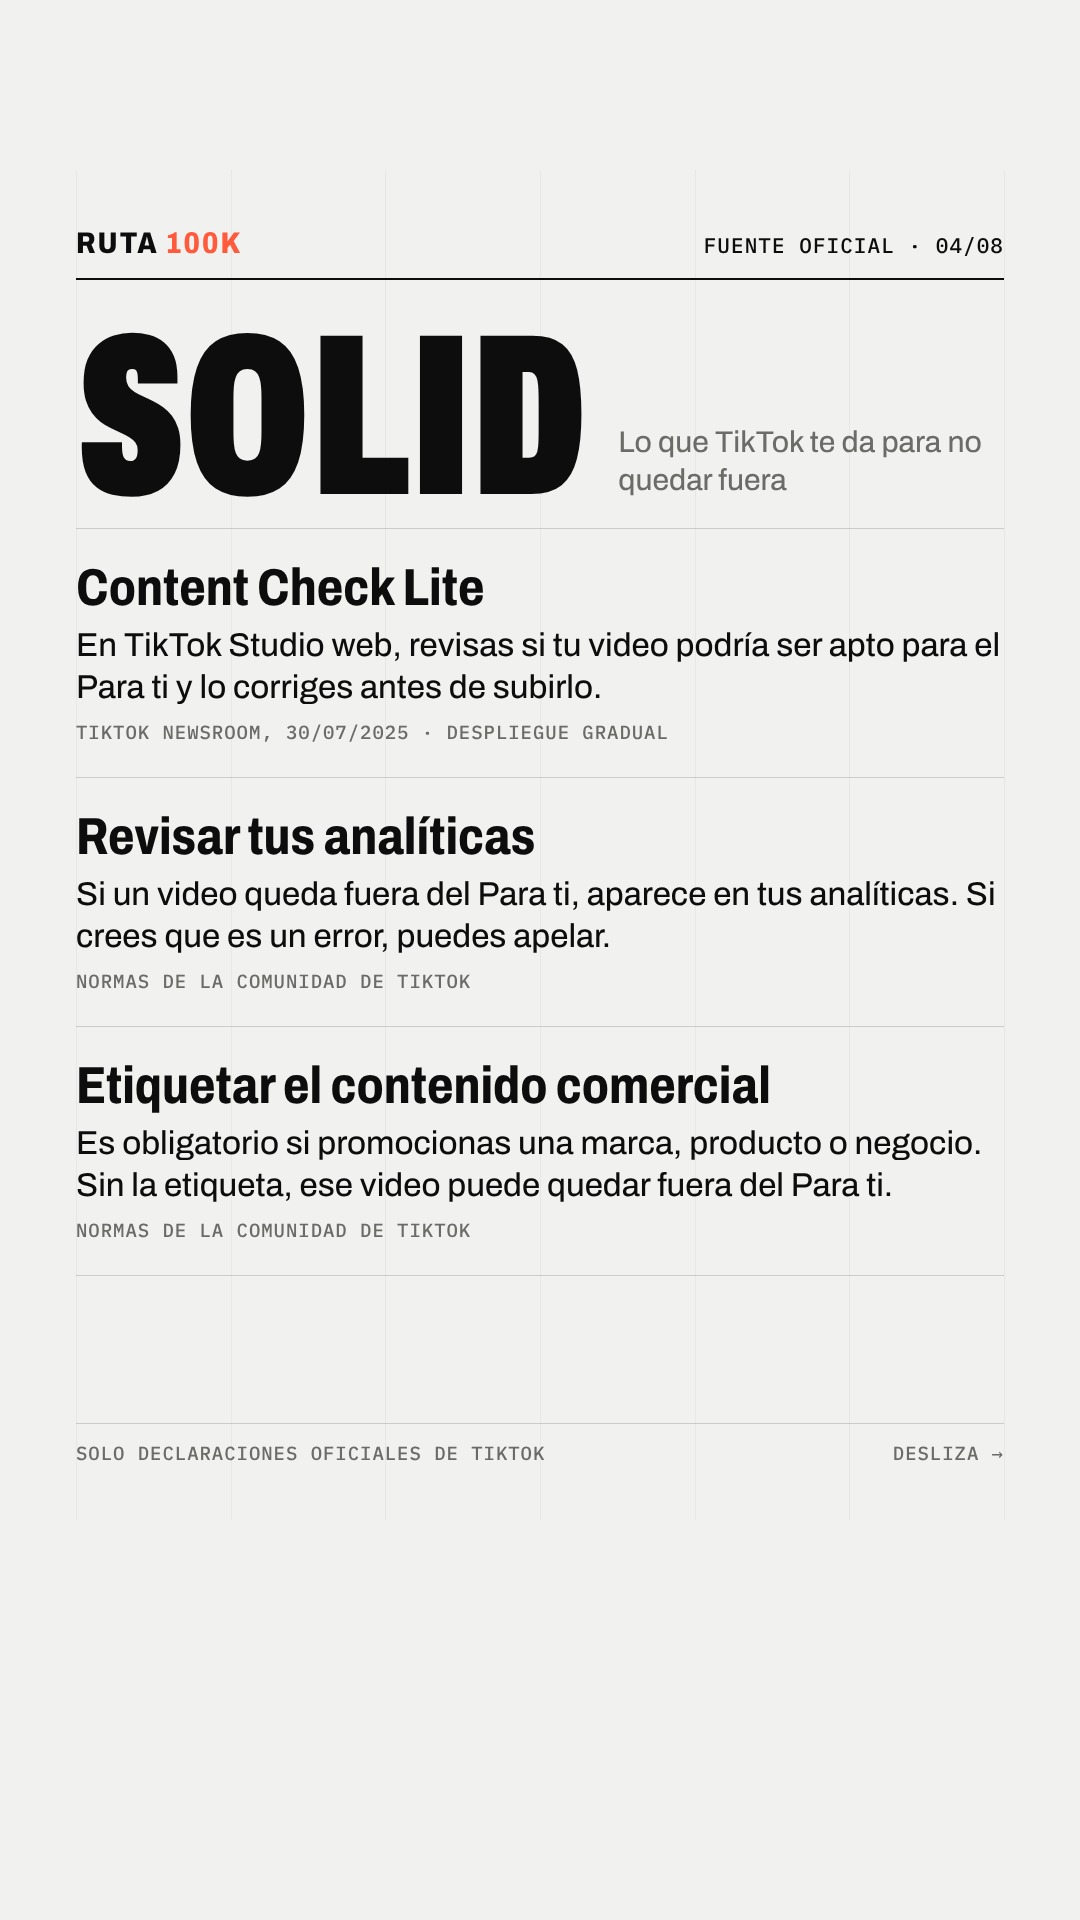 RUTA 100K
FUENTE OFICIAL · 04/08
SOLID
Lo que TikTok te da para no
quedar fuera
Content Check Lite
En TikTok Studio web, revisas si tu video podría ser apto para el
Para ti y lo corriges antes de subirlo.
TIKTOK NEWSROOM, 30/07/2025 · DESPLIEGUE GRADUAL
Revisar tus analíticas
Si un video queda fuera del Para ti, aparece en tus analíticas. Si
crees que es un error, puedes apelar.
NORMAS DE LA COMUNIDAD DE TIKTOK
Etiquetar el contenido comercial
Es obligatorio si promocionas una marca, producto o negocio.
Sin la etiqueta, ese video puede quedar fuera del Para ti.
NORMAS DE LA COMUNIDAD DE TIKTOK
SOLO DECLARACIONES OFICIALES DE TIKTOK
DESLIZA →